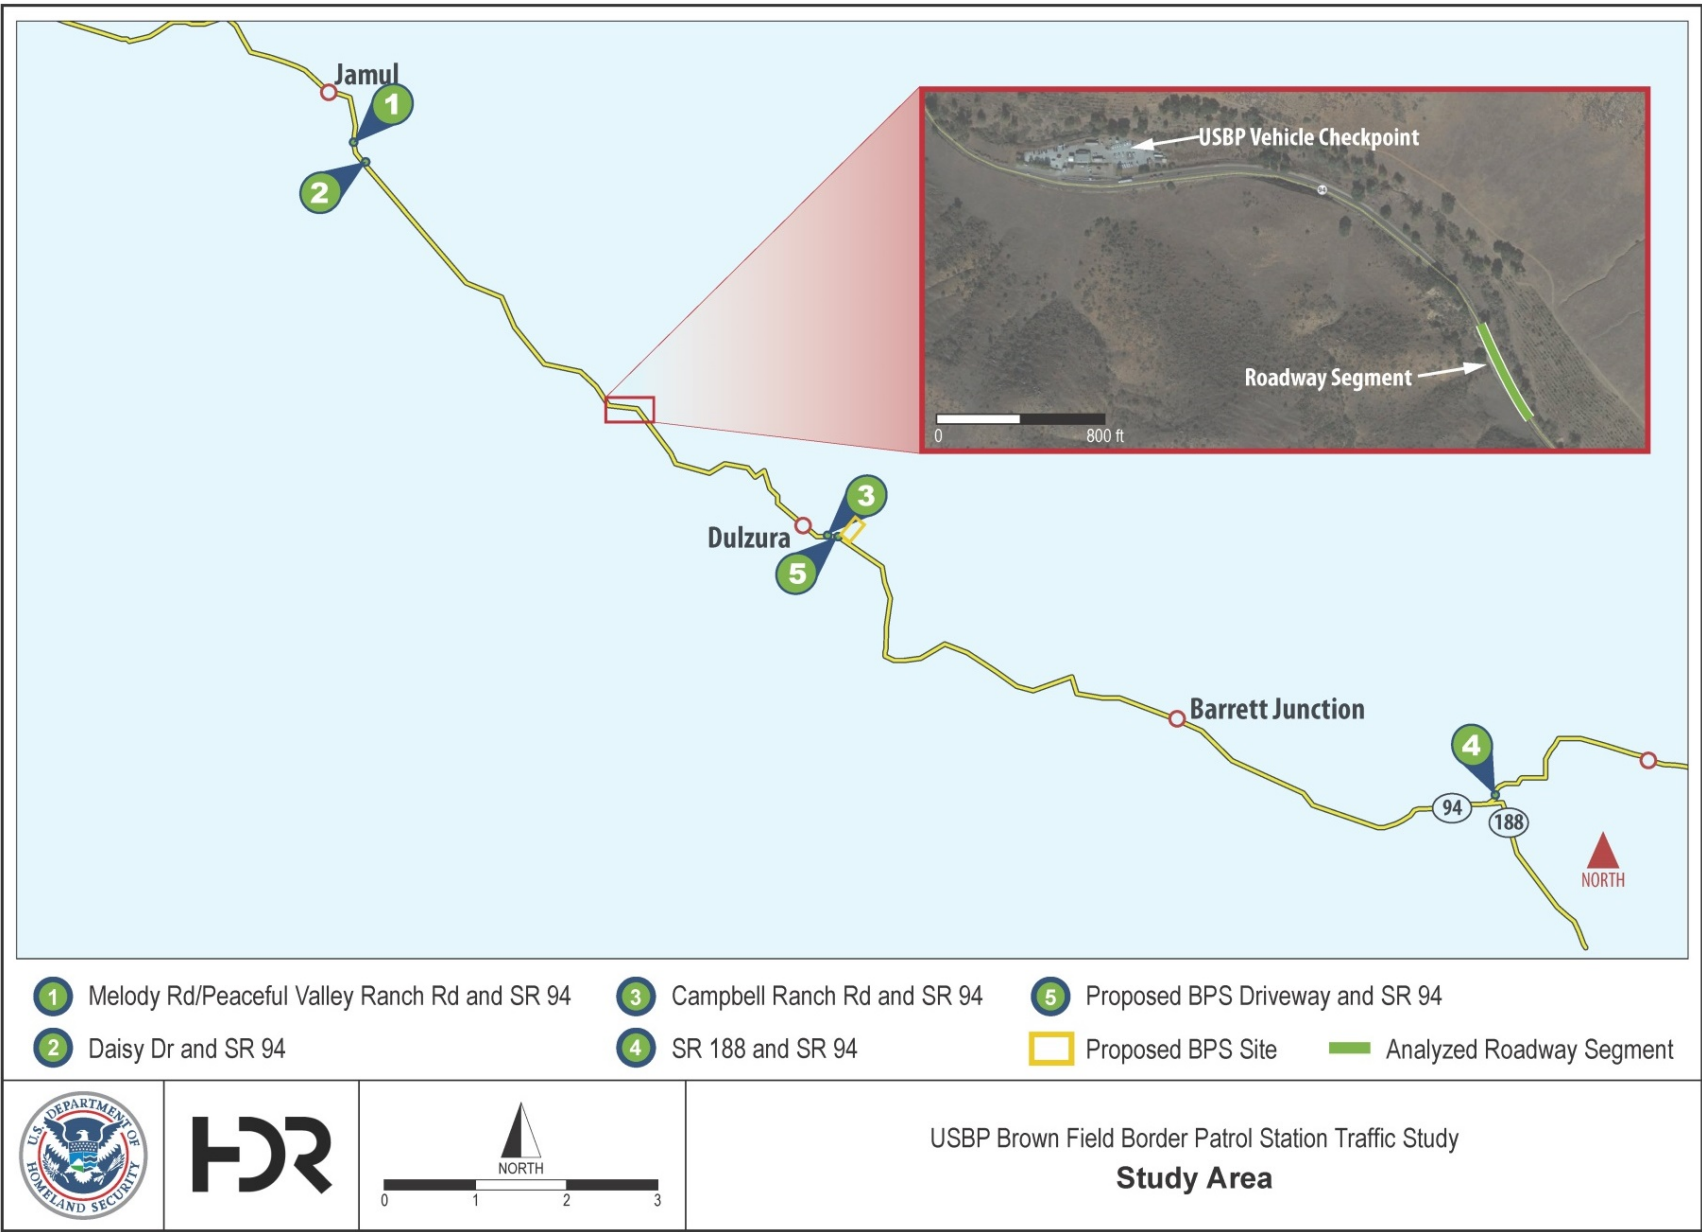 Jamul
1
2
USBP Vehicle Checkpoint
94
Roadway Segment
0 800 ft
3
Dulzura
5
Barrett Junction
4
94
188
NORTH
1 Melody Rd/Peaceful Valley Ranch Rd and SR 94
3 Campbell Ranch Rd and SR 94
5 Proposed BPS Driveway and SR 94
2 Daisy Dr and SR 94
4 SR 188 and SR 94
Proposed BPS Site
Analyzed Roadway Segment
U.S. DEPARTMENT OF
HOMELAND SECURITY
HDR
NORTH
0 1 2 3
USBP Brown Field Border Patrol Station Traffic Study
Study Area